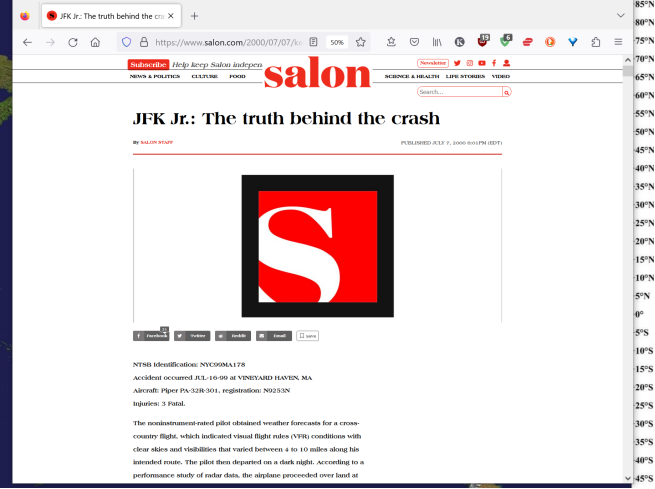 JFK Jr.: The truth behind the cra
https://www.salon.com/2000/07/07/
50%
19
6
Subscribe Help keep Salon indepen
salon
Newsletter
NEWS & POLITICS CULTURE FOOD
SCIENCE & HEALTH LIFE STORIES VIDEO
Search...
JFK Jr.: The truth behind the crash
By SALON STAFF
PUBLISHED JULY 7, 2000 6:01PM (EDT)
S
Facebook Twitter Reddit Email save
NTSB Identification: NYC99MA178
Accident occurred JUL-16-99 at VINEYARD HAVEN, MA
Aircraft: Piper PA-32R-301, registration: N9253N
Injuries: 3 Fatal.
The noninstrument-rated pilot obtained weather forecasts for a cross-
country flight, which indicated visual flight rules (VFR) conditions with
clear skies and visibilities that varied between 4 to 10 miles along his
intended route. The pilot then departed on a dark night. According to a
performance study of radar data, the airplane proceeded over land at
85°N
80°N
75°N
70°N
65°N
60°N
55°N
50°N
45°N
40°N
35°N
30°N
25°N
20°N
15°N
10°N
5°N
0°
5°S
10°S
15°S
20°S
25°S
30°S
35°S
40°S
45°S